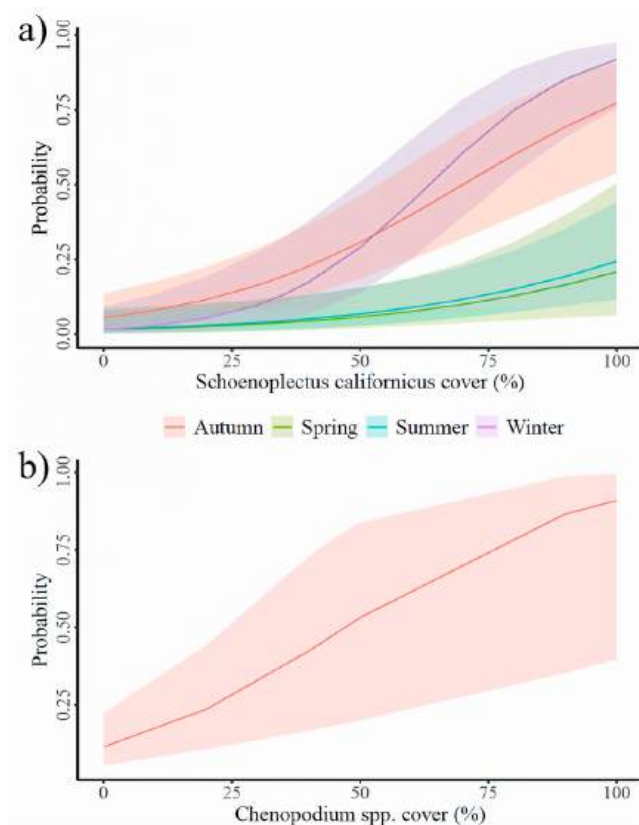 a)
1.00
0.75
0.50
0.25
0.00
Probability
0 25 50 75 100
Schoenoplectus californicus cover (%)
Autumn Spring Summer Winter
b)
1.00
0.75
0.50
0.25
Probability
0 25 50 75 100
Chenopodium spp. cover (%)